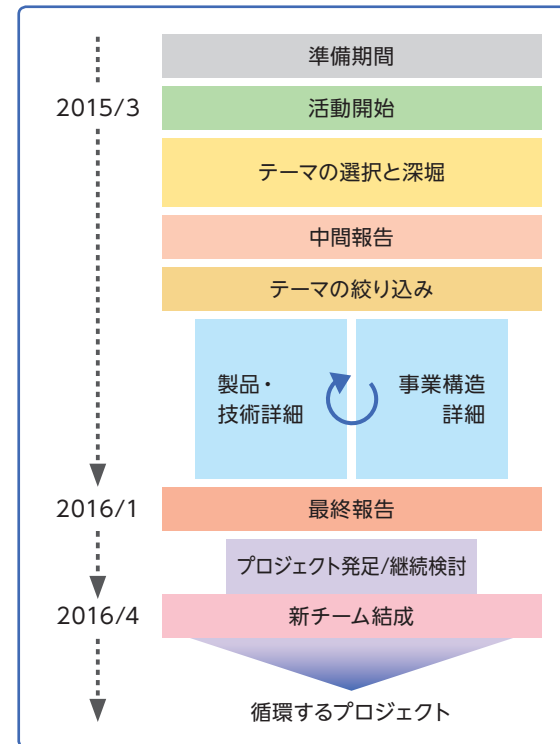 準備期間
2015/3
活動開始
テーマの選択と深堀
中間報告
テーマの絞り込み
製品・
技術詳細
事業構造
詳細
2016/1
最終報告
プロジェクト発足/継続検討
2016/4
新チーム結成
循環するプロジェクト